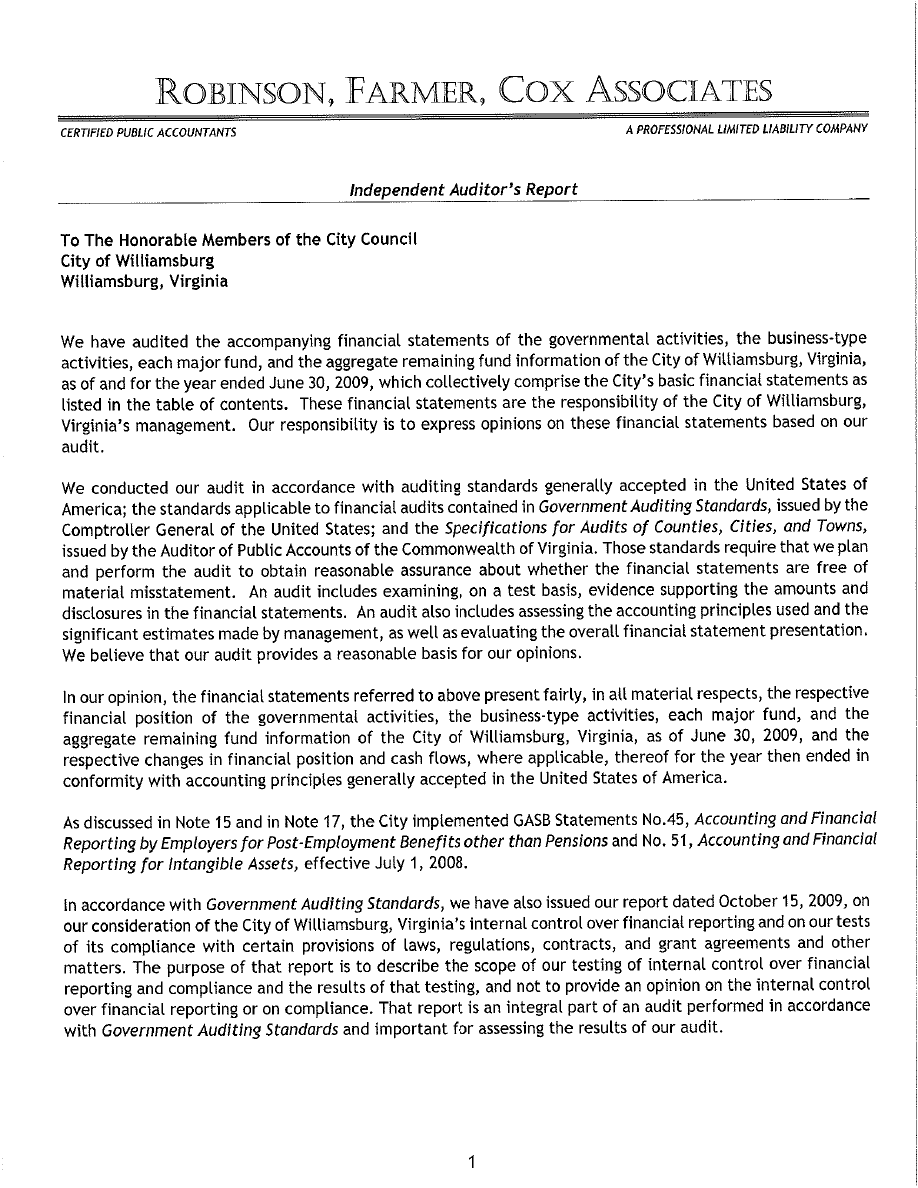 ROBINSON, FARMER, COX ASSOCIATES
CERTIFIED PUBLIC ACCOUNTANTS
A PROFESSIONAL LIMITED LIABILITY COMPANY
Independent Auditor's Report
To The Honorable Members of the City Council
City of Williamsburg
Williamsburg, Virginia
We have audited the accompanying financial statements of the governmental activities, the business-type
activities, each major fund, and the aggregate remaining fund information of the City of Williamsburg, Virginia,
as of and for the year ended June 30, 2009, which collectively comprise the City's basic financial statements as
listed in the table of contents. These financial statements are the responsibility of the City of Williamsburg,
Virginia's management. Our responsibility is to express opinions on these financial statements based on our
audit.
We conducted our audit in accordance with auditing standards generally accepted in the United States of
America; the standards applicable to financial audits contained in Government Auditing Standards, issued by the
Comptroller General of the United States; and the Specifications for Audits of Counties, Cities, and Towns,
issued by the Auditor of Public Accounts of the Commonwealth of Virginia. Those standards require that we plan
and perform the audit to obtain reasonable assurance about whether the financial statements are free of
material misstatement. An audit includes examining, on a test basis, evidence supporting the amounts and
disclosures in the financial statements. An audit also includes assessing the accounting principles used and the
significant estimates made by management, as well as evaluating the overall financial statement presentation.
We believe that our audit provides a reasonable basis for our opinions.
In our opinion, the financial statements referred to above present fairly, in all material respects, the respective
financial position of the governmental activities, the business-type activities, each major fund, and the
aggregate remaining fund information of the City of Williamsburg, Virginia, as of June 30, 2009, and the
respective changes in financial position and cash flows, where applicable, thereof for the year then ended in
conformity with accounting principles generally accepted in the United States of America.
As discussed in Note 15 and in Note 17, the City implemented GASB Statements No.45, Accounting and Financial
Reporting by Employers for Post-Employment Benefits other than Pensions and No. 51, Accounting and Financial
Reporting for Intangible Assets, effective July 1, 2008.
In accordance with Government Auditing Standards, we have also issued our report dated October 15, 2009, on
our consideration of the City of Williamsburg, Virginia's internal control over financial reporting and on our tests
of its compliance with certain provisions of laws, regulations, contracts, and grant agreements and other
matters. The purpose of that report is to describe the scope of our testing of internal control over financial
reporting and compliance and the results of that testing, and not to provide an opinion on the internal control
over financial reporting or on compliance. That report is an integral part of an audit performed in accordance
with Government Auditing Standards and important for assessing the results of our audit.
1